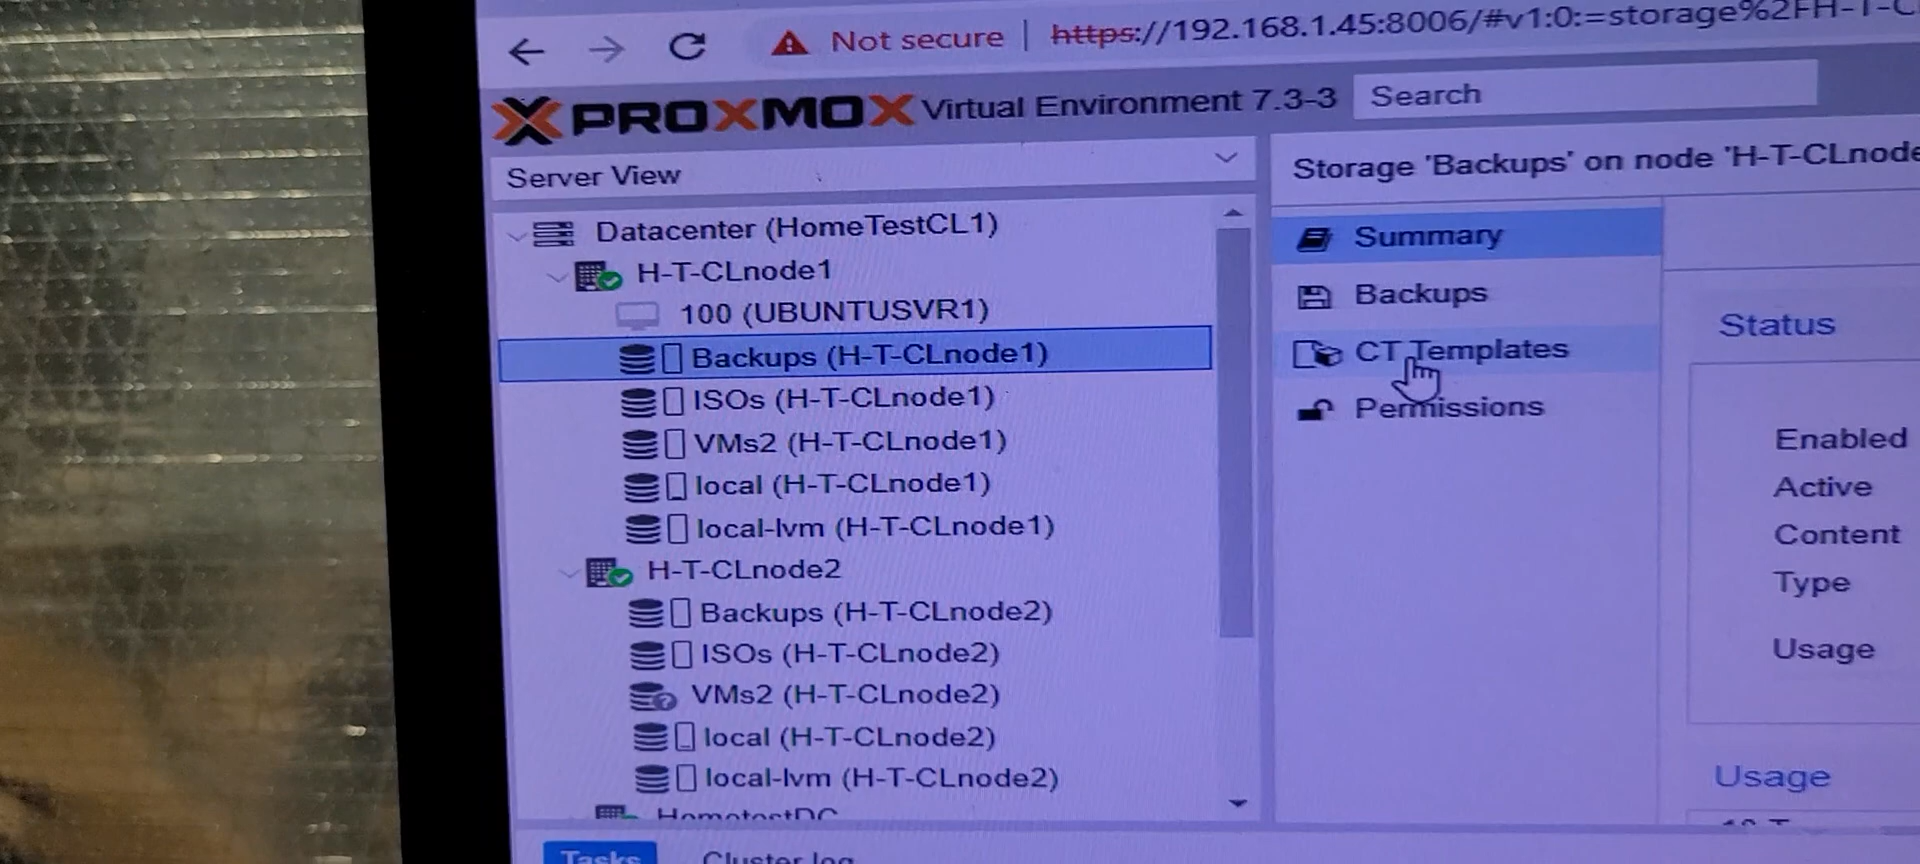 Not secure | https://192.168.1.45:8006/#v1:0:=storage%2FH-T-C
PROXMOX Virtual Environment 7.3-3 Search
Server View
Storage 'Backups' on node 'H-T-CLnode
Datacenter (HomeTestCL1)
H-T-CLnode1
100 (UBUNTUSVR1)
Backups (H-T-CLnode1)
ISOs (H-T-CLnode1)
VMs2 (H-T-CLnode1)
local (H-T-CLnode1)
local-lvm (H-T-CLnode1)
H-T-CLnode2
Backups (H-T-CLnode2)
ISOs (H-T-CLnode2)
VMs2 (H-T-CLnode2)
local (H-T-CLnode2)
local-lvm (H-T-CLnode2)
HometestDC
Summary
Backups
CT Templates
Permissions
Status
Enabled
Active
Content
Type
Usage
Usage
Tasks
Cluster log